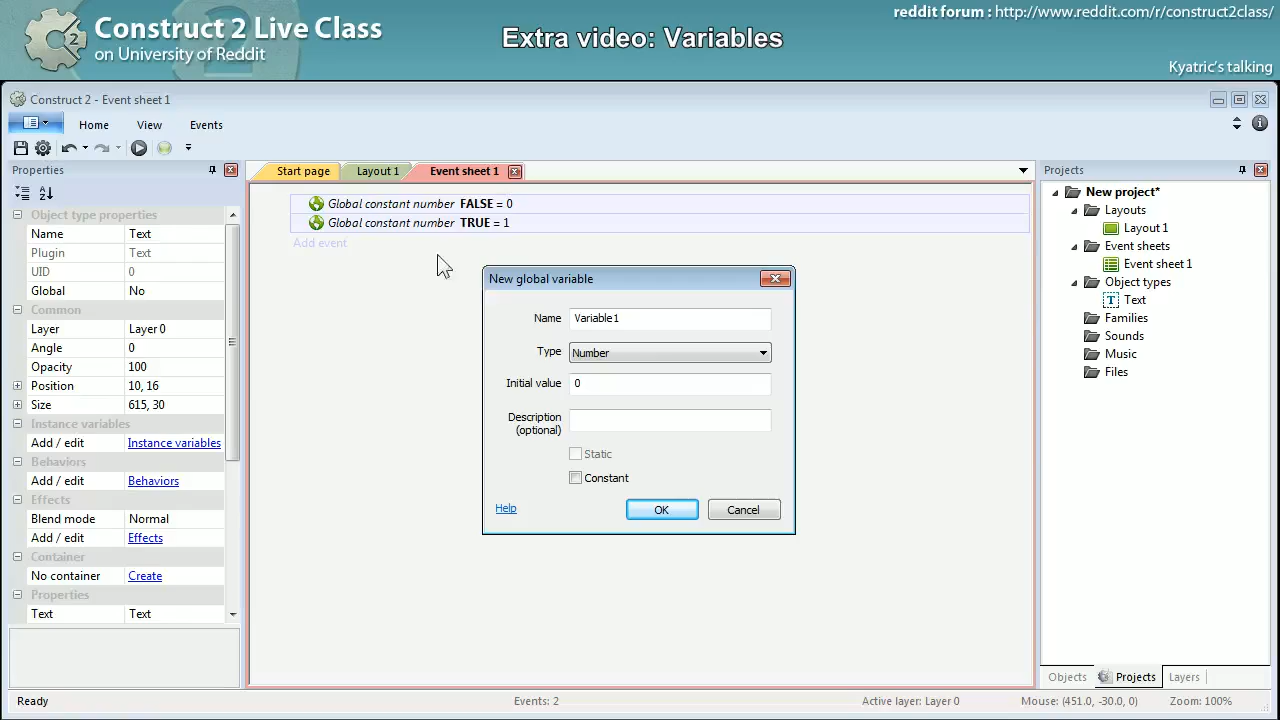 Construct 2 Live Class
on University of Reddit
Extra video: Variables
reddit forum : http://www.reddit.com/r/construct2class/
Kyatric's talking
Construct 2 - Event sheet 1
Home View Events
Properties
Start page Layout 1 Event sheet 1
Projects
Object type properties
Name Text
Plugin Text
UID 0
Global No
Common
Layer Layer 0
Angle 0
Opacity 100
Position 10, 16
Size 615, 30
Instance variables
Add / edit Instance variables
Behaviors
Add / edit Behaviors
Effects
Blend mode Normal
Add / edit Effects
Container
No container Create
Properties
Text Text
Global constant number FALSE = 0
Global constant number TRUE = 1
Add event
New global variable
Name Variable1
Type Number
Initial value 0
Description
(optional)
Static
Constant
Help OK Cancel
New project*
Layouts
Layout 1
Event sheets
Event sheet 1
Object types
T Text
Families
Sounds
Music
Files
Objects Projects Layers
Ready Events: 2 Active layer: Layer 0 Mouse: (451.0, -30.0, 0) Zoom: 100%